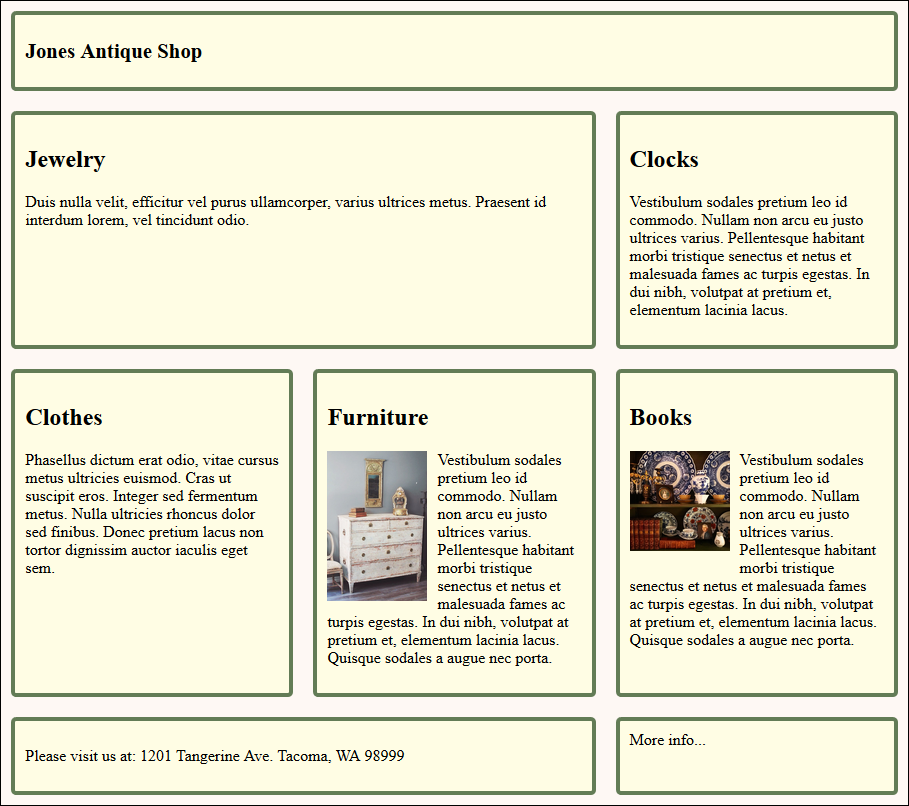 Jones Antique Shop
Jewelry
Duis nulla velit, efficitur vel purus ullamcorper, varius ultrices metus. Praesent id
interdum lorem, vel tincidunt odio.
Clocks
Vestibulum sodales pretium leo id
commodo. Nullam non arcu eu justo
ultrices varius. Pellentesque habitant
morbi tristique senectus et netus et
malesuada fames ac turpis egestas. In
dui nibh, volutpat at pretium et,
elementum lacinia lacus.
Clothes
Phasellus dictum erat odio, vitae cursus
metus ultricies euismod. Cras ut
suscipit eros. Integer sed fermentum
metus. Nulla ultricies rhoncus dolor
sed finibus. Donec pretium lacus non
tortor dignissim auctor iaculis eget
sem.
Furniture
Vestibulum sodales
pretium leo id
commodo. Nullam
non arcu eu justo
ultrices varius.
Pellentesque habitant
morbi tristique
senectus et netus et
malesuada fames ac
turpis egestas. In dui nibh, volutpat at
pretium et, elementum lacinia lacus.
Quisque sodales a augue nec porta.
Books
Vestibulum sodales
pretium leo id
commodo. Nullam
non arcu eu justo
ultrices varius.
Pellentesque habitant
morbi tristique
senectus et netus et malesuada fames
ac turpis egestas. In dui nibh, volutpat
at pretium et, elementum lacinia lacus.
Quisque sodales a augue nec porta.
Please visit us at: 1201 Tangerine Ave. Tacoma, WA 98999
More info...